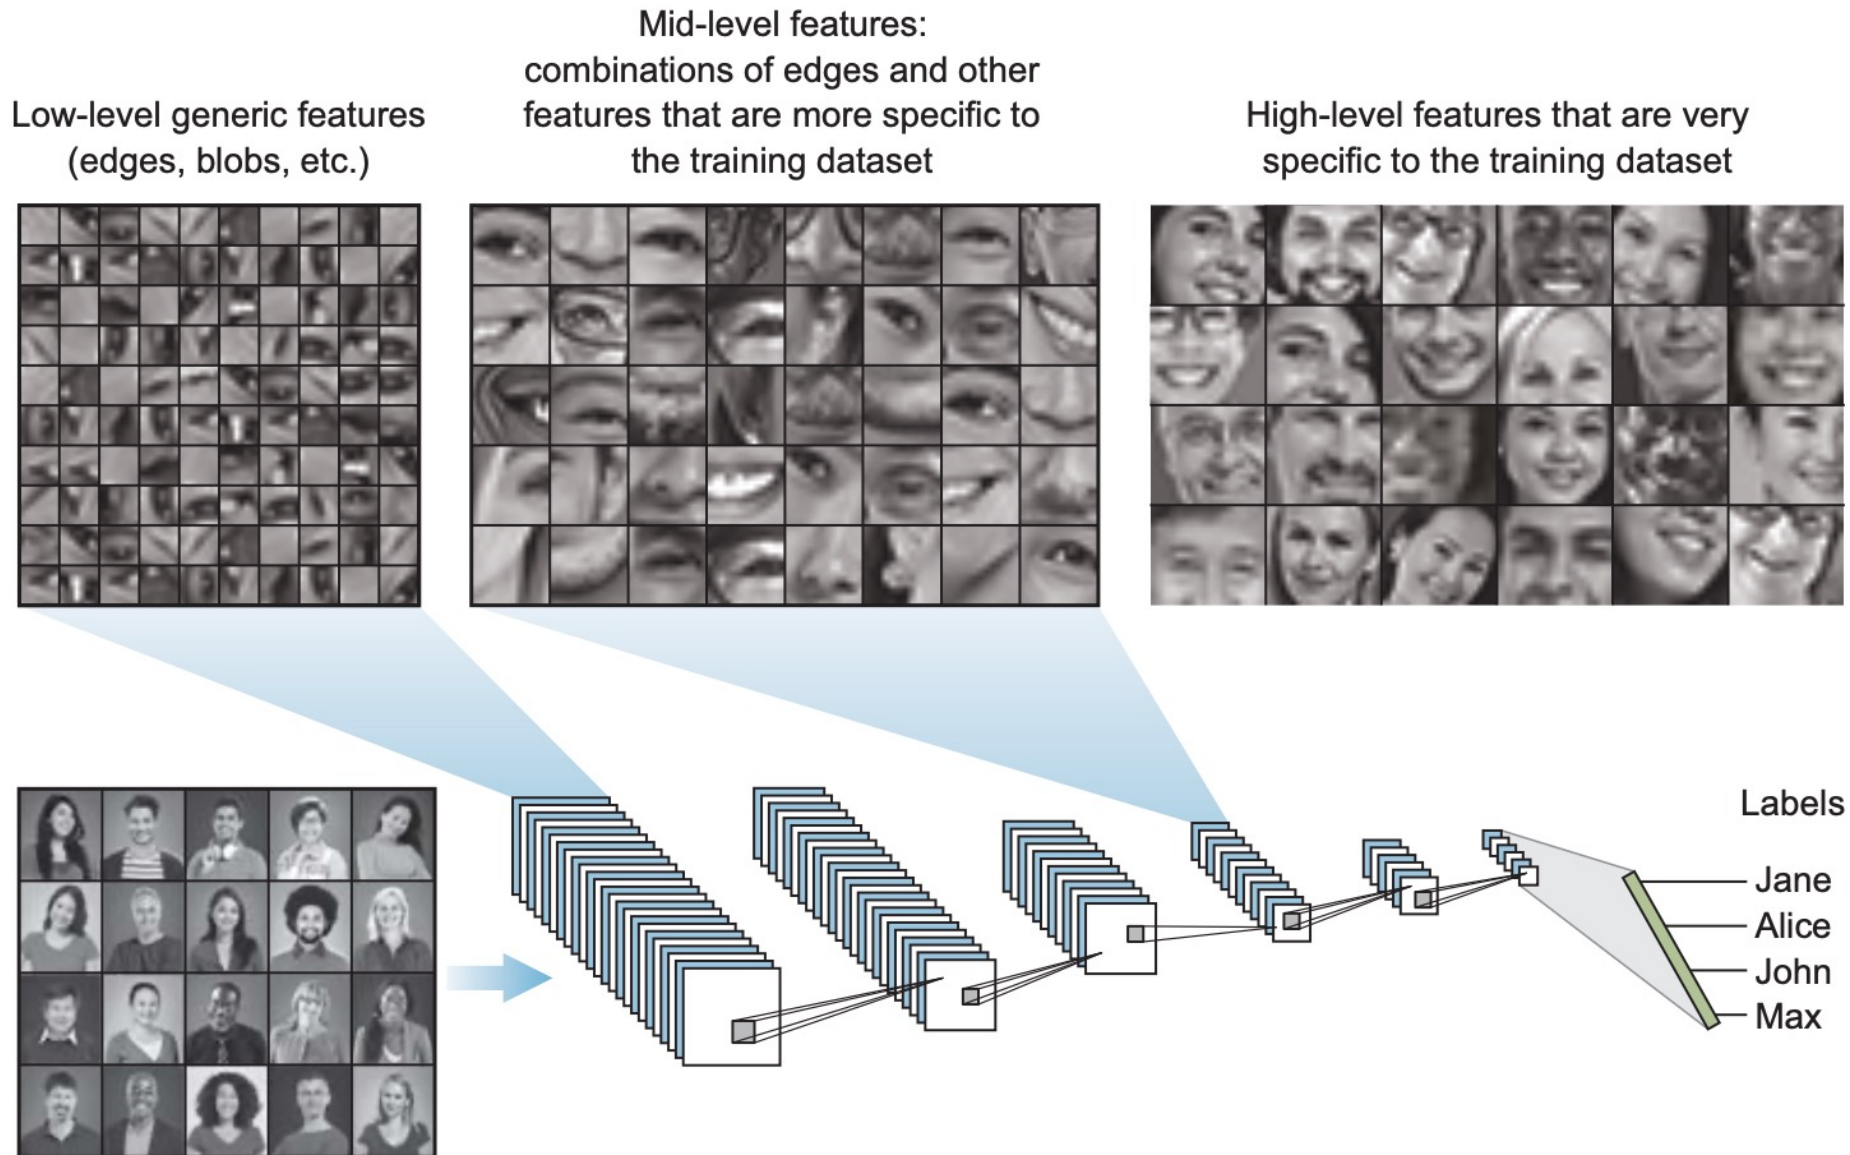 Low-level generic features
(edges, blobs, etc.)
Mid-level features:
combinations of edges and other
features that are more specific to
the training dataset
High-level features that are very
specific to the training dataset
Labels
Jane
Alice
John
Max